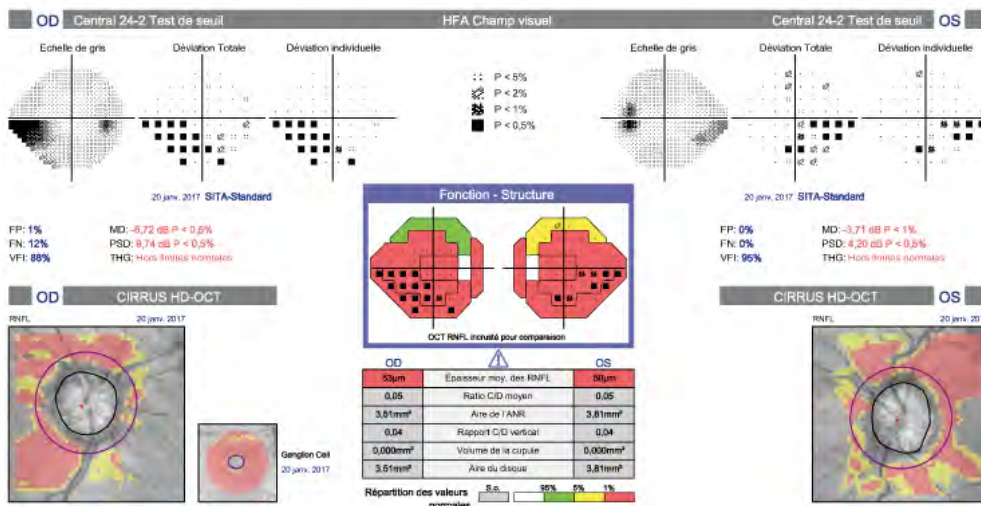 OD Central 24-2 Test de seuil HFA Champ visuel Central 24-2 Test de seuil OS
Echelle de gris Déviation Totale Déviation individuelle Echelle de gris Déviation Totale Déviation individuelle
P < 5%
P < 2%
P < 1%
P < 0,5%
20 janv. 2017 SITA-Standard 20 janv. 2017 SITA-Standard
Fonction - Structure
FP: 1% MD: -6,72 dB P < 0,5% FP: 0% MD: -3,71 dB P < 1%
FN: 12% PSD: 9,74 dB P < 0,5% FN: 0% PSD: 4,20 dB P < 0,5%
VFI: 88% THG: Hors limites normales VFI: 95% THG: Hors limites normales
OD CIRRUS HD-OCT CIRRUS HD-OCT OS
RNFL 20 janv. 2017 RNFL 20 janv. 2017
OCT RNFL incrusté pour comparaison
OD OS
53µm Épaisseur moy. des RNFL 50µm
0,05 Ratio C/D moyen 0,05
3,51mm² Aire de l'ANR 3,81mm²
0,04 Rapport C/D vertical 0,04
0,000mm³ Volume de la cupule 0,000mm³
3,51mm² Aire du disque 3,81mm²
Ganglion Cell
20 janv. 2017
Répartition des valeurs normales S.o. 95% 5% 1%